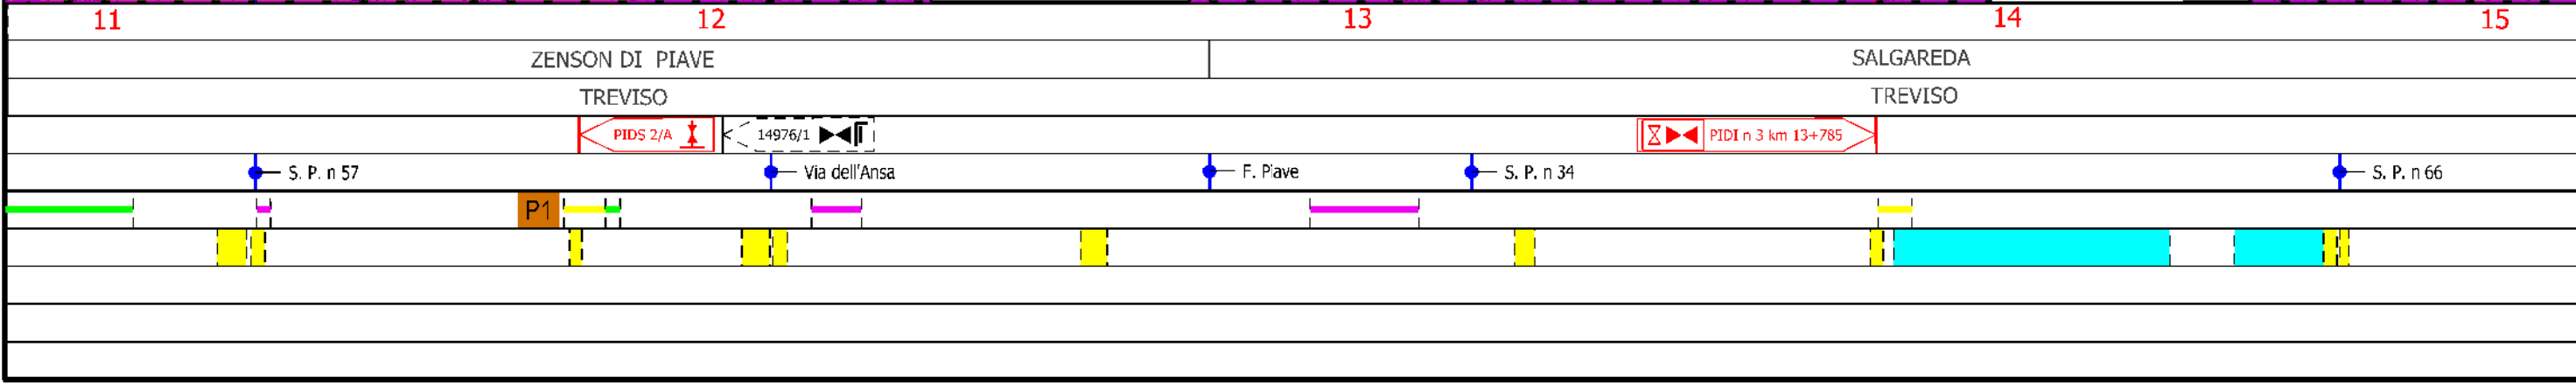 11 12 13 14 15
ZENSON DI PIAVE SALGAREDA
TREVISO TREVISO
PIDS 2/A 14976/1 PIDI n 3 km 13+785
S. P. n 57 Via dell'Ansa F. Piave S. P. n 34 S. P. n 66
P1